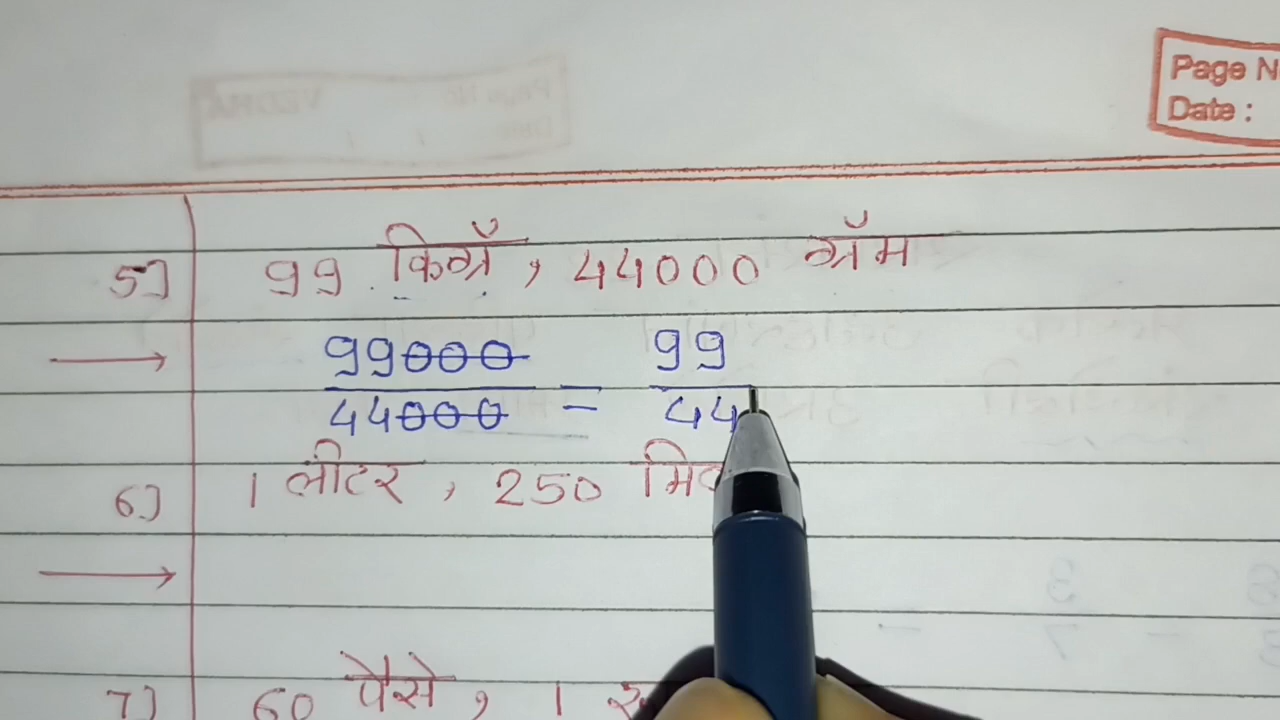 Page N
Date :
5) 99 किग्रॅ, 44000 ग्रॅम
→ 99000/44000 = 99/44
6) 1 लीटर, 250
→
7) 60 पैसे, 1